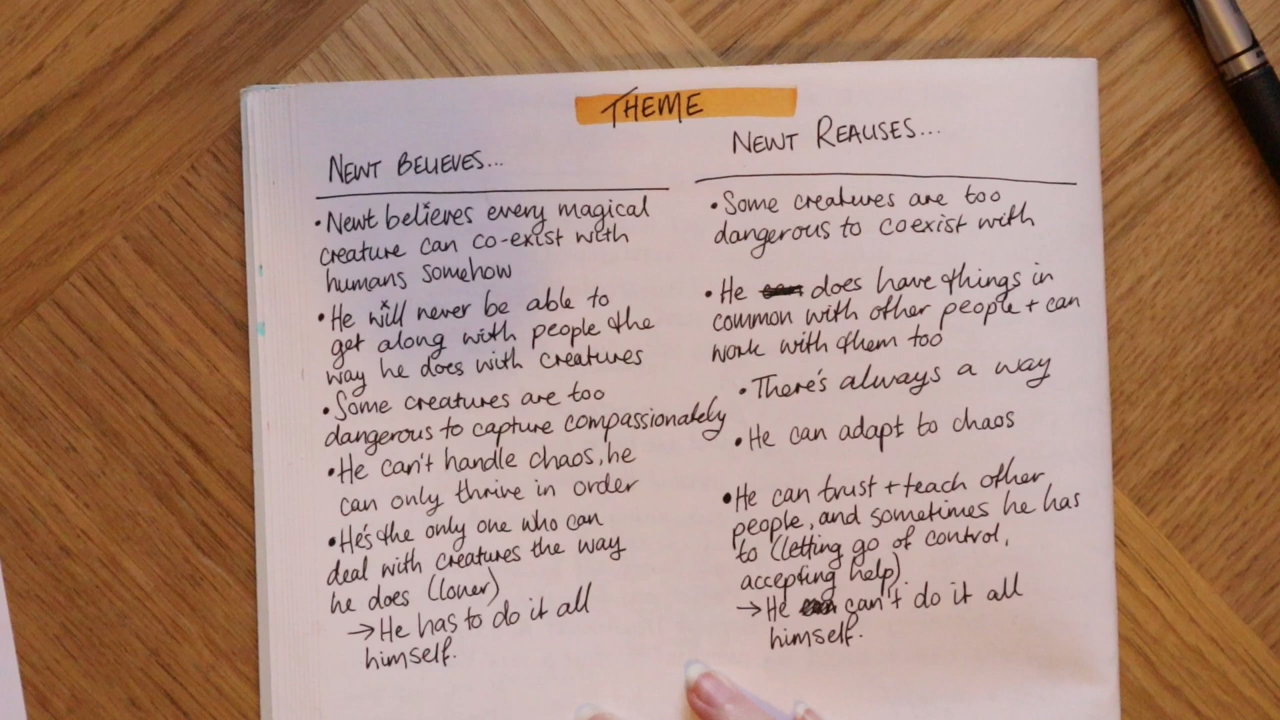 THEME
NEWT BELIEVES...
• Newt believes every magical
creature can co-exist with
humans somehow
• He will never be able to
get along with people the
way he does with creatures
• Some creatures are too
dangerous to capture compassionately
• He can't handle chaos, he
can only thrive in order
• He's the only one who can
deal with creatures the way
he does (loner)
→ He has to do it all
himself.
NEWT REALISES...
• Some creatures are too
dangerous to coexist with
• He does have things in
common with other people + can
work with them too
• There's always a way
• He can adapt to chaos
• He can trust + teach other
people, and sometimes he has
to (letting go of control,
accepting help)
→ He can't do it all
himself.